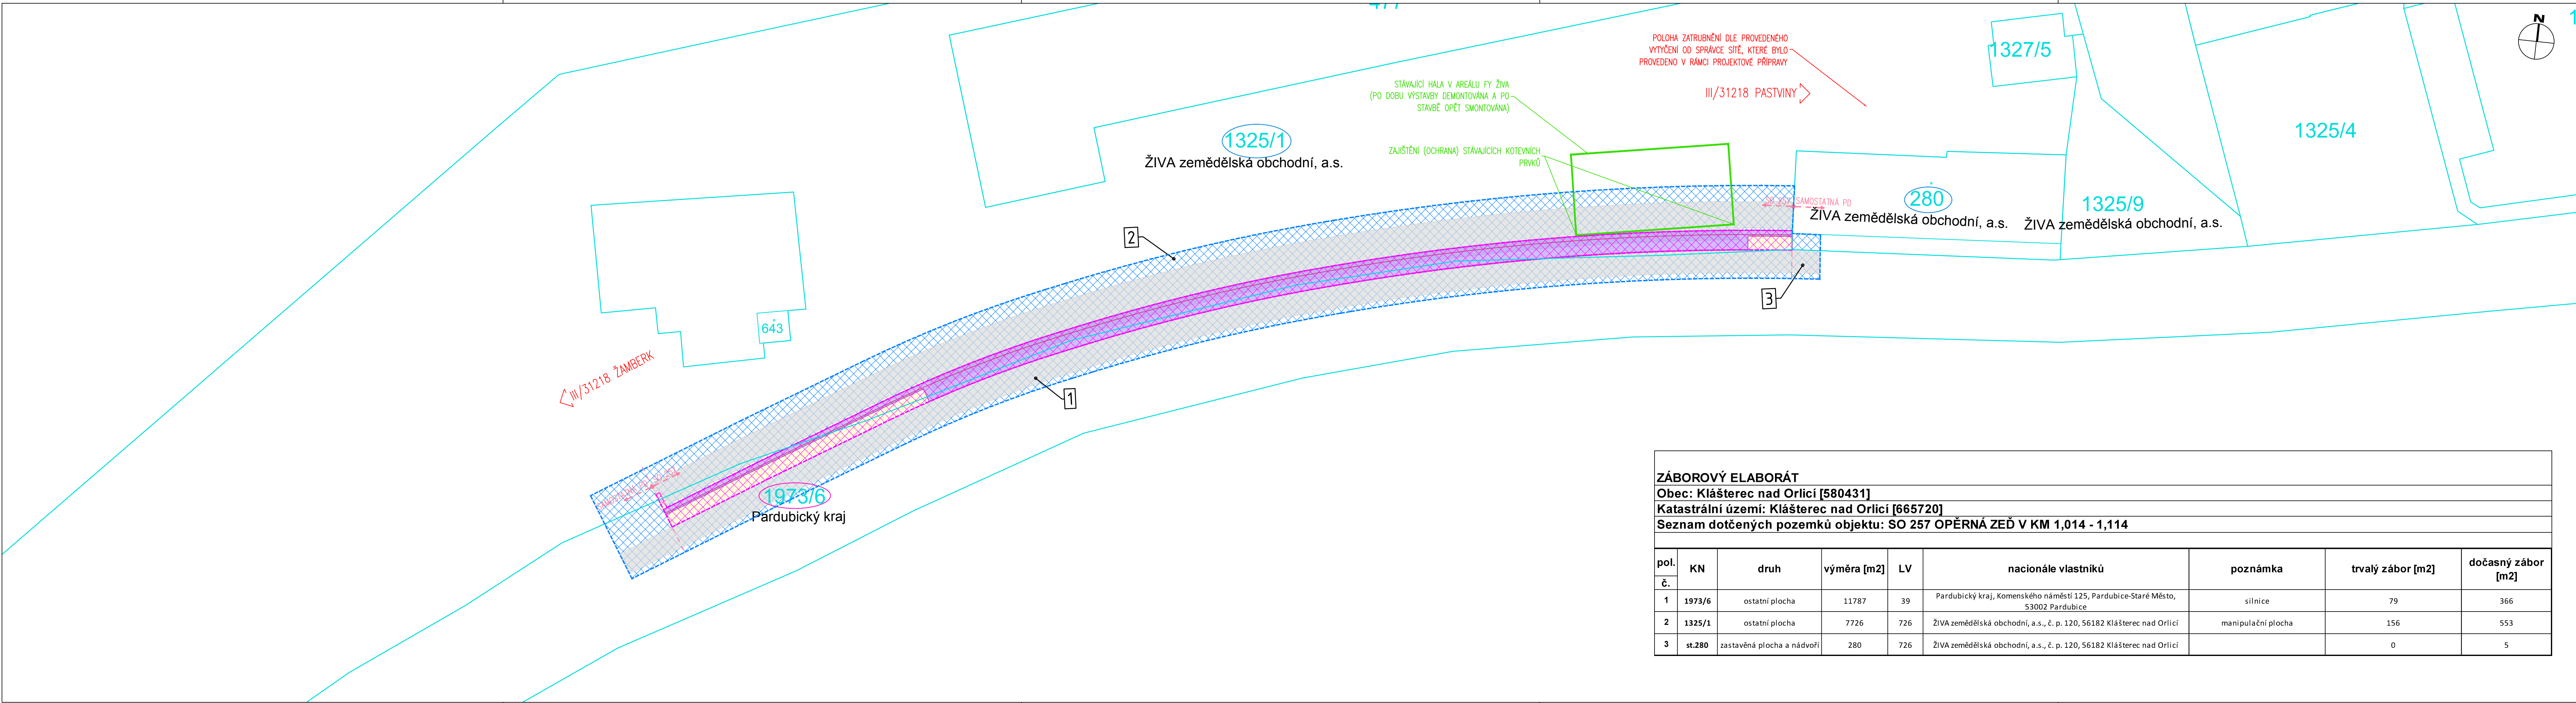 N
POLOHA ZATRUBNĚNÍ DLE PROVEDENÉHO
VYTYČENÍ OD SPRÁVCE SÍTĚ, KTERÉ BYLO
PROVEDENO V RÁMCI PROJEKTOVÉ PŘÍPRAVY
1327/5
STÁVAJÍCÍ HALA V AREÁLU FY ŽIVA
(PO DOBU VÝSTAVBY DEMONTOVÁNA A PO
STAVBĚ OPĚT SMONTOVÁNA)
III/31218 PASTVINY
1325/4
1325/1
ŽIVA zemědělská obchodní, a.s.
ZAJIŠTĚNÍ (OCHRANA) STÁVAJÍCÍCH KOTEVNÍCH
PRVKŮ
SO 257 SAMOSTATNÁ PD
280
ŽIVA zemědělská obchodní, a.s.
1325/9
ŽIVA zemědělská obchodní, a.s.
2
3
643
III/31218 ŽAMBERK
1
1973/6
Pardubický kraj
ZÁBOROVÝ ELABORÁT
Obec: Klášterec nad Orlicí [580431]
Katastrální území: Klášterec nad Orlicí [665720]
Seznam dotčených pozemků objektu: SO 257 OPĚRNÁ ZEĎ V KM 1,014 - 1,114
pol. č. KN druh výměra [m2] LV nacionále vlastníků poznámka trvalý zábor [m2] dočasný zábor [m2]
1 1973/6 ostatní plocha 11787 39 Pardubický kraj, Komenského náměstí 125, Pardubice-Staré Město, 53002 Pardubice silnice 79 366
2 1325/1 ostatní plocha 7726 726 ŽIVA zemědělská obchodní, a.s., č. p. 120, 56182 Klášterec nad Orlicí manipulační plocha 156 553
3 st.280 zastavěná plocha a nádvoří 280 726 ŽIVA zemědělská obchodní, a.s., č. p. 120, 56182 Klášterec nad Orlicí 0 5